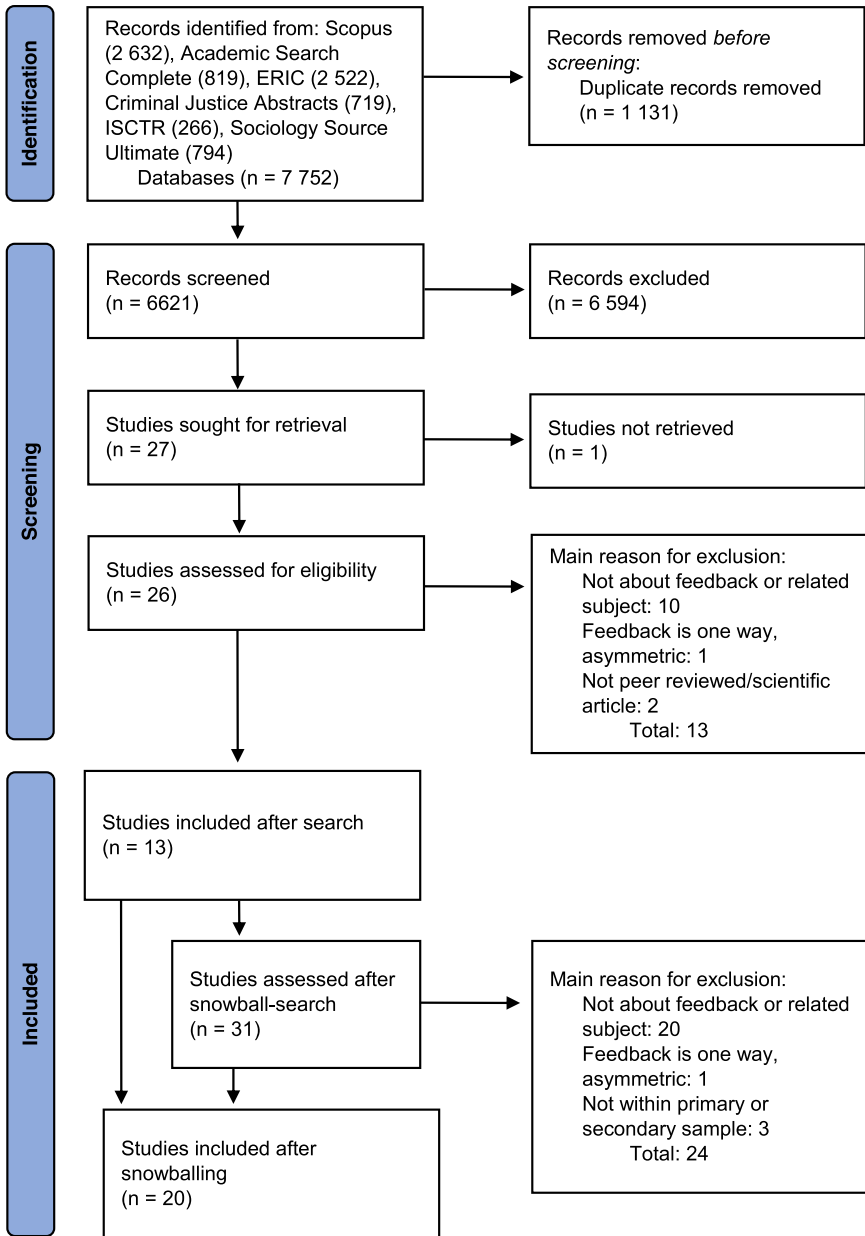 Identification
Records identified from: Scopus
(2 632), Academic Search
Complete (819), ERIC (2 522),
Criminal Justice Abstracts (719),
ISCTR (266), Sociology Source
Ultimate (794)
Databases (n = 7 752)
Records removed before
screening:
Duplicate records removed
(n = 1 131)
Screening
Records screened
(n = 6621)
Records excluded
(n = 6 594)
Studies sought for retrieval
(n = 27)
Studies not retrieved
(n = 1)
Studies assessed for eligibility
(n = 26)
Main reason for exclusion:
Not about feedback or related
subject: 10
Feedback is one way,
asymmetric: 1
Not peer reviewed/scientific
article: 2
Total: 13
Included
Studies included after search
(n = 13)
Studies assessed after
snowball-search
(n = 31)
Main reason for exclusion:
Not about feedback or related
subject: 20
Feedback is one way,
asymmetric: 1
Not within primary or
secondary sample: 3
Total: 24
Studies included after
snowballing
(n = 20)